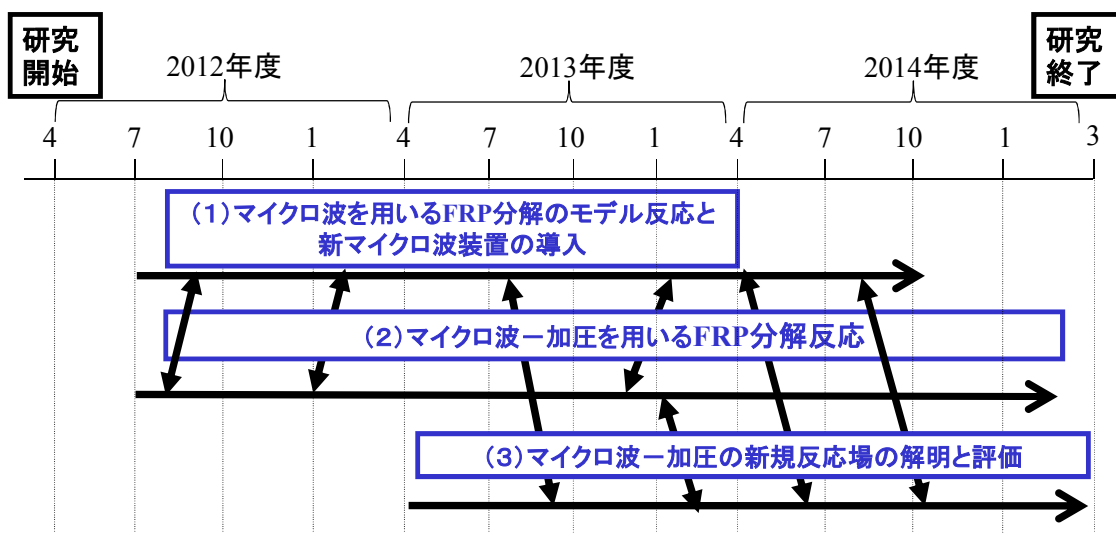 研究
開始
2012年度
2013年度
2014年度
研究
終了
4 7 10 1 4 7 10 1 4 7 10 1 3
（1）マイクロ波を用いるFRP分解のモデル反応と
新マイクロ波装置の導入
（2）マイクロ波－加圧を用いるFRP分解反応
（3）マイクロ波－加圧の新規反応場の解明と評価